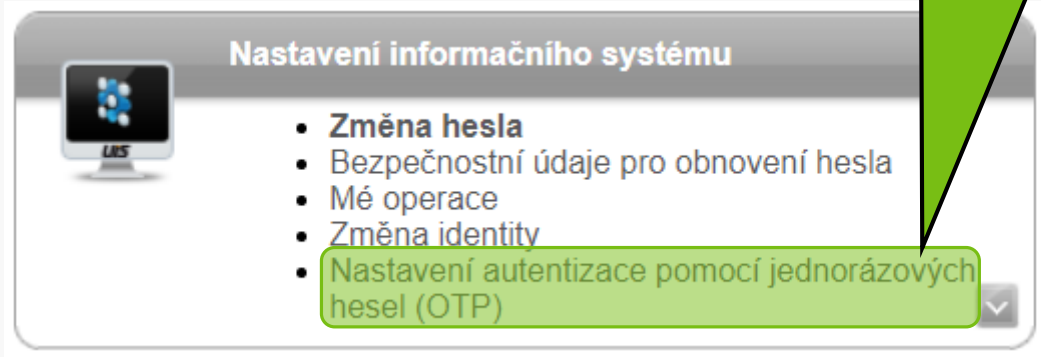 Nastavení informačního systému
Změna hesla
Bezpečnostní údaje pro obnovení hesla
Mé operace
Změna identity
Nastavení autentizace pomocí jednorázových
hesel (OTP)
UIS